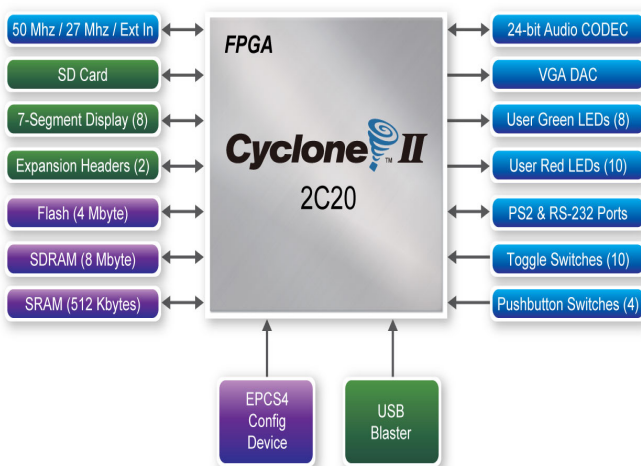 50 Mhz / 27 Mhz / Ext In
SD Card
7-Segment Display (8)
Expansion Headers (2)
Flash (4 Mbyte)
SDRAM (8 Mbyte)
SRAM (512 Kbytes)
FPGA
Cyclone II
TM
2C20
24-bit Audio CODEC
VGA DAC
User Green LEDs (8)
User Red LEDs (10)
PS2 & RS-232 Ports
Toggle Switches (10)
Pushbutton Switches (4)
EPCS4
Config
Device
USB
Blaster